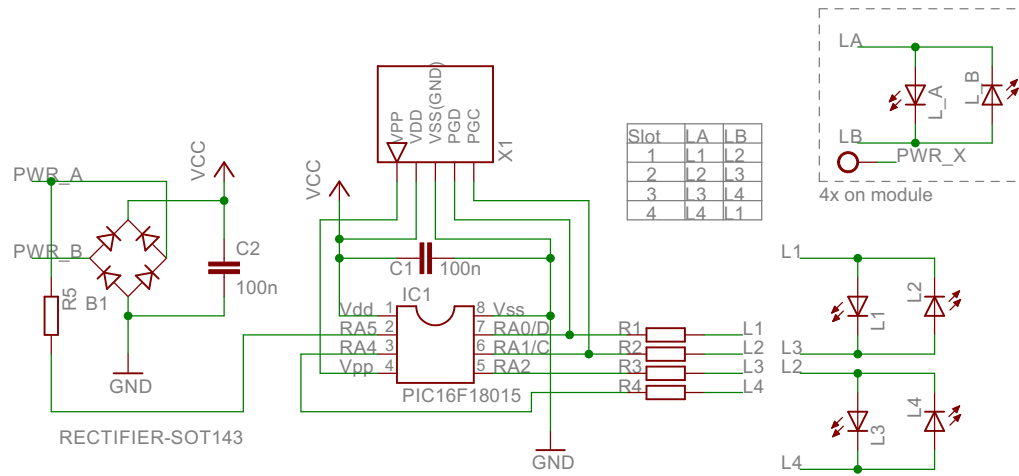 LA
L_A
L_B
LB
PWR_X
4x on module
VPP
VDD
VSS(GND)
PGD
PGC
X1
Slot LA LB
1 L1 L2
2 L2 L3
3 L3 L4
4 L4 L1
VCC
PWR_A
PWR_B
B1
R5
C2
100n
GND
RECTIFIER-SOT143
VCC
C1
100n
IC1
Vdd 1 8 Vss
RA5 2 7 RA0/D
RA4 3 6 RA1/C
Vpp 4 5 RA2
PIC16F18015
R1 L1
R2 L2
R3 L3
R4 L4
GND
L1
L1
L2
L3
L2
L3
L4
L4